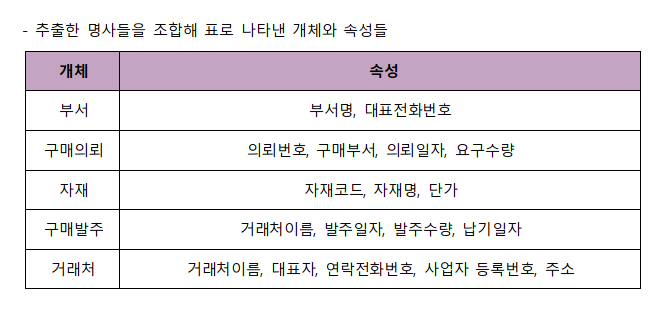 - 추출한 명사들을 조합해 표로 나타낸 개체와 속성들
개체 속성
부서 부서명, 대표전화번호
구매의뢰 의뢰번호, 구매부서, 의뢰일자, 요구수량
자재 자재코드, 자재명, 단가
구매발주 거래처이름, 발주일자, 발주수량, 납기일자
거래처 거래처이름, 대표자, 연락전화번호, 사업자 등록번호, 주소